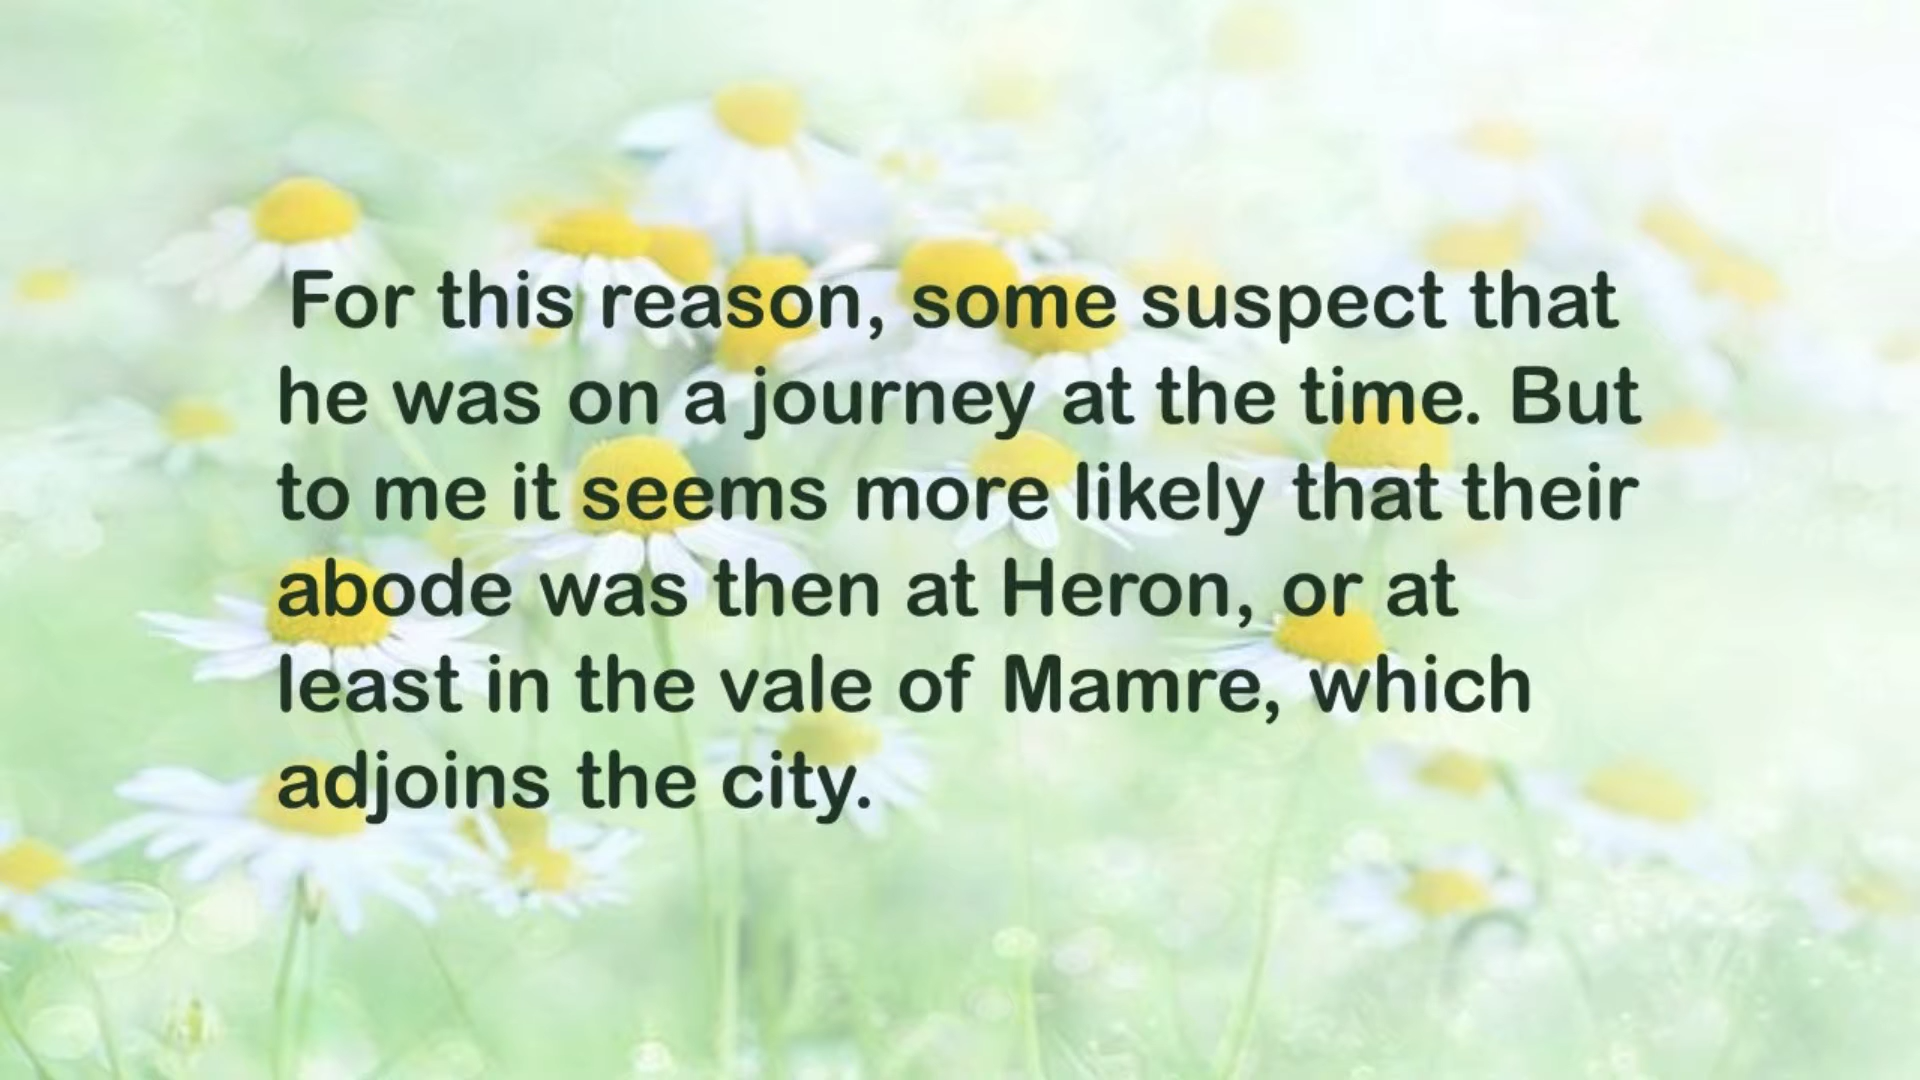 For this reason, some suspect that
he was on a journey at the time. But
to me it seems more likely that their
abode was then at Heron, or at
least in the vale of Mamre, which
adjoins the city.